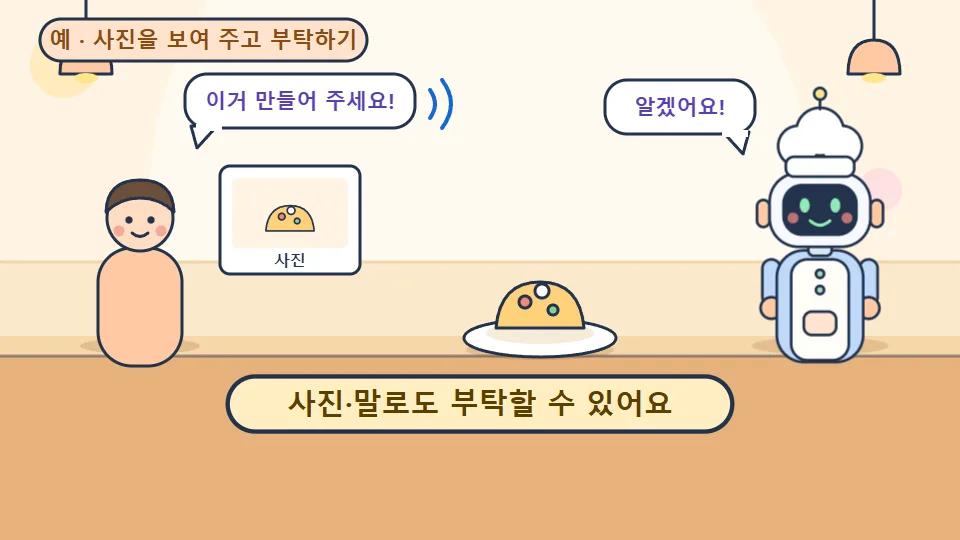 예 · 사진을 보여 주고 부탁하기
이거 만들어 주세요!
알겠어요!
사진
사진·말로도 부탁할 수 있어요